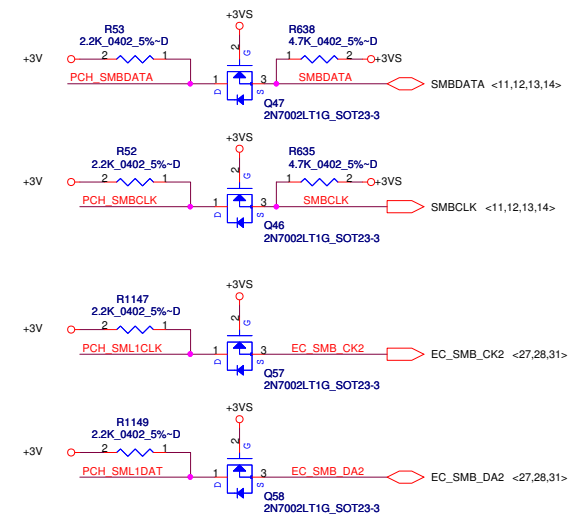 +3VS
R53
2.2K_0402_5%~D
R638
4.7K_0402_5%~D
+3V
2
1
2
G
1
2
+3VS
PCH_SMBDATA
1
D
3
S
SMBDATA
SMBDATA <11,12,13,14>
Q47
2N7002LT1G_SOT23-3
+3VS
R52
2.2K_0402_5%~D
R635
4.7K_0402_5%~D
+3V
2
1
2
G
1
2
+3VS
PCH_SMBCLK
1
D
3
S
SMBCLK
SMBCLK <11,12,13,14>
Q46
2N7002LT1G_SOT23-3
+3VS
R1147
2.2K_0402_5%~D
+3V
2
1
2
G
PCH_SML1CLK
1
D
3
S
EC_SMB_CK2
EC_SMB_CK2 <27,28,31>
Q57
2N7002LT1G_SOT23-3
+3VS
R1149
2.2K_0402_5%~D
+3V
2
1
2
G
PCH_SML1DAT
1
D
3
S
EC_SMB_DA2
EC_SMB_DA2 <27,28,31>
Q58
2N7002LT1G_SOT23-3